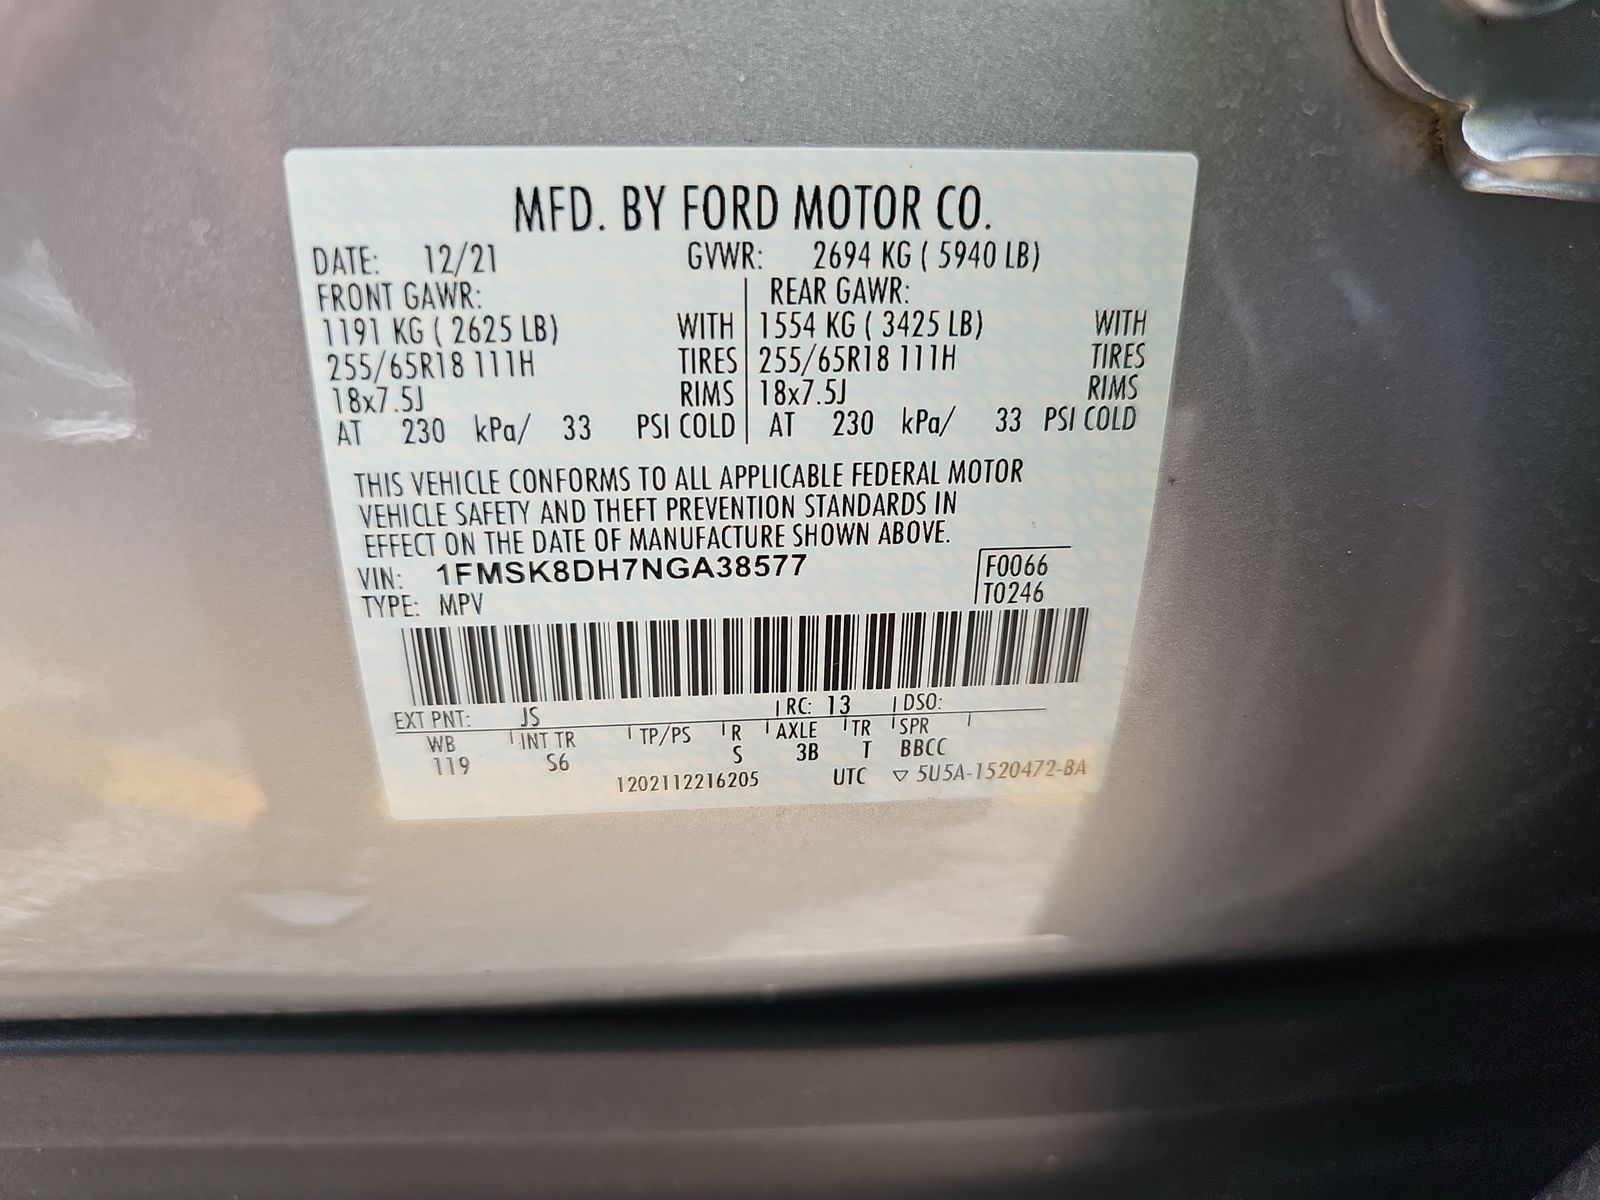 MFD. BY FORD MOTOR CO.
DATE: 12/21 GVWR: 2694 KG ( 5940 LB)
FRONT GAWR: REAR GAWR:
1191 KG ( 2625 LB) WITH 1554 KG ( 3425 LB) WITH
255/65R18 111H TIRES 255/65R18 111H TIRES
18x7.5J RIMS 18x7.5J RIMS
AT 230 kPa/ 33 PSI COLD AT 230 kPa/ 33 PSI COLD
THIS VEHICLE CONFORMS TO ALL APPLICABLE FEDERAL MOTOR
VEHICLE SAFETY AND THEFT PREVENTION STANDARDS IN
EFFECT ON THE DATE OF MANUFACTURE SHOWN ABOVE.
VIN: 1FMSK8DH7NGA38577 F0066
TYPE: MPV T0246
EXT PNT: JS RC: 13 DSO:
WB INT TR TP/PS R AXLE TR SPR
119 S6 S 3B T BBCC
1202112216205 UTC ▽ 5U5A-1520472-BA